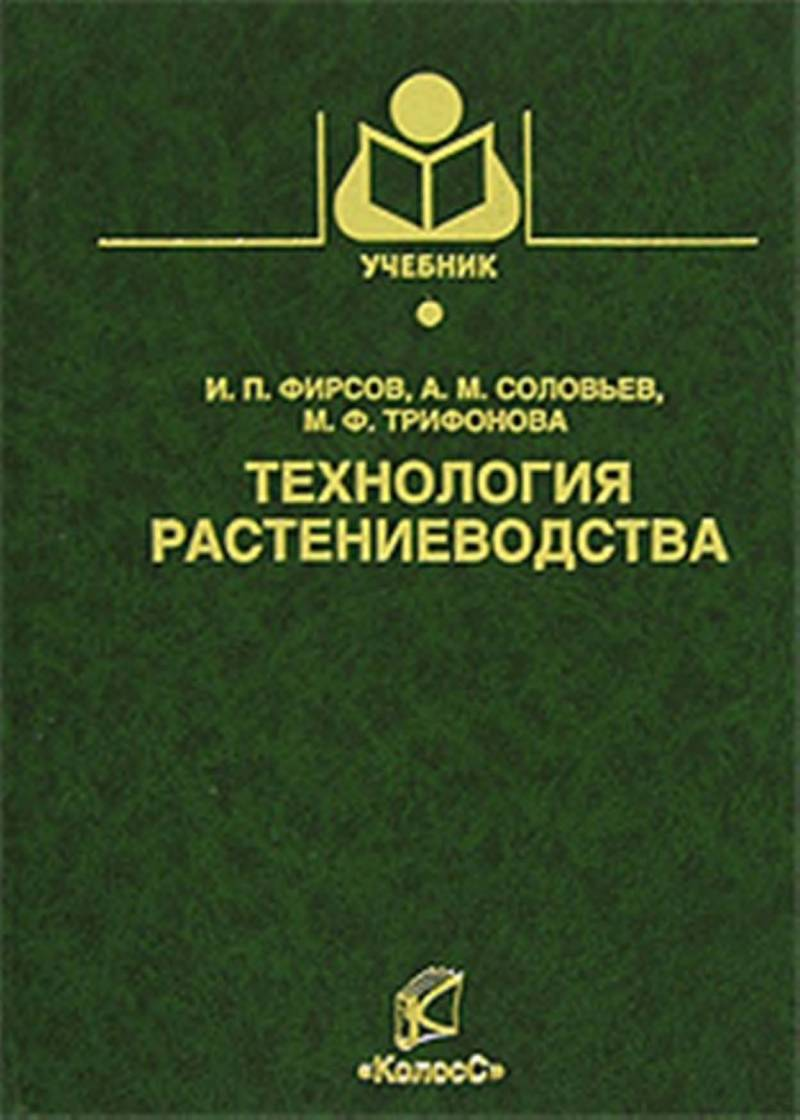 УЧЕБНИК
И. П. ФИРСОВ, А. М. СОЛОВЬЕВ,
М. Ф. ТРИФОНОВА
ТЕХНОЛОГИЯ
РАСТЕНИЕВОДСТВА
«КолосС»